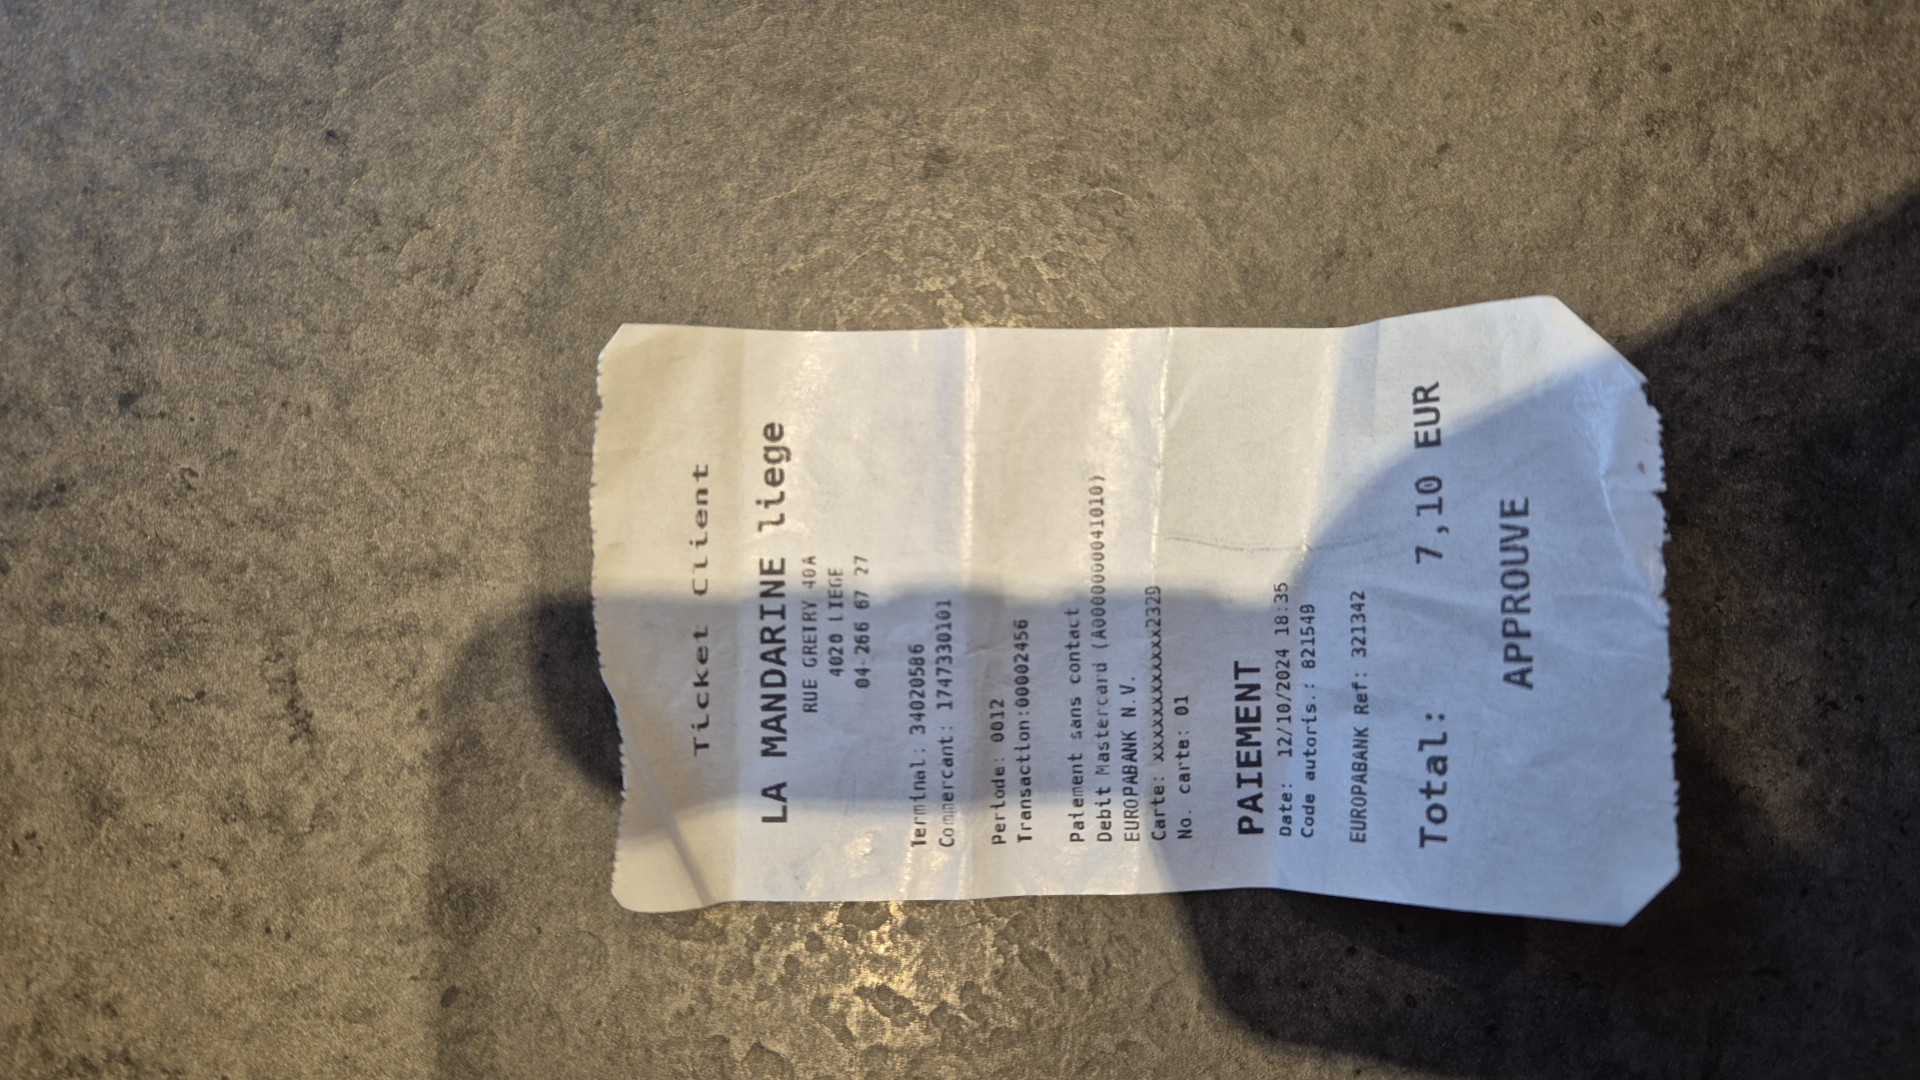 Ticket Client
LA MANDARINE liege
RUE GRETRY 40A
4020 LIEGE
04-266 67 27
Terminal: 34020586
Commercant: 1747330101
Periode: 0012
Transaction:00002456
Paiement sans contact
Debit Mastercard (A0000000041010)
EUROPABANK N.V.
Carte: xxxxxxxxxxxx2329
No. carte: 01
PAIEMENT
Date: 12/10/2024 18:35
Code autoris.: 821549
EUROPABANK Ref: 321342
Total: 7,10 EUR
APPROUVE